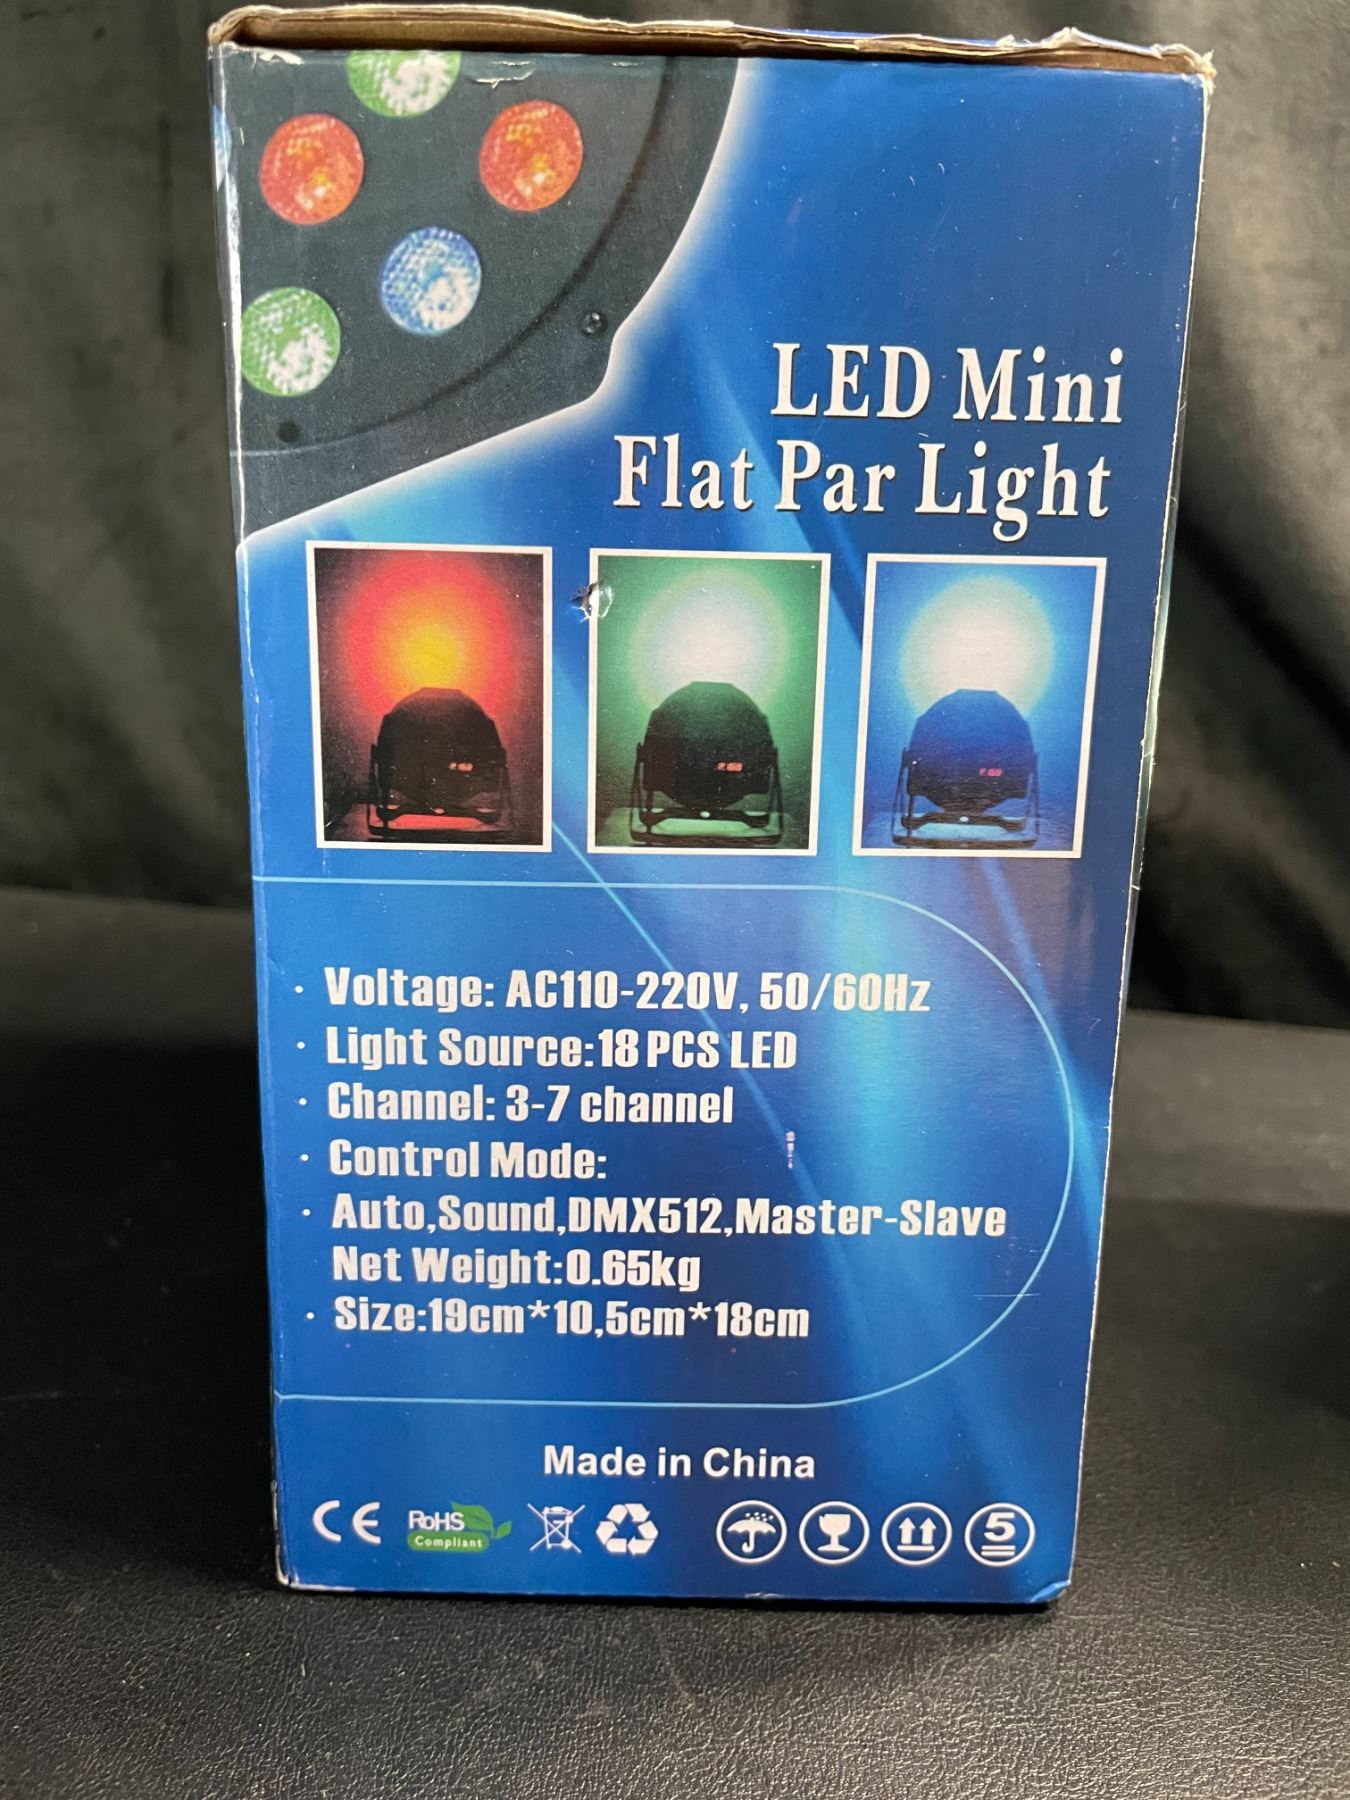 LED Mini
Flat Par Light
· Voltage: AC110-220V, 50/60Hz
· Light Source:18 PCS LED
· Channel: 3-7 channel
· Control Mode:
· Auto,Sound,DMX512,Master-Slave
Net Weight:0.65kg
· Size:19cm*10,5cm*18cm
Made in China
CE
RoHS
Compliant
5